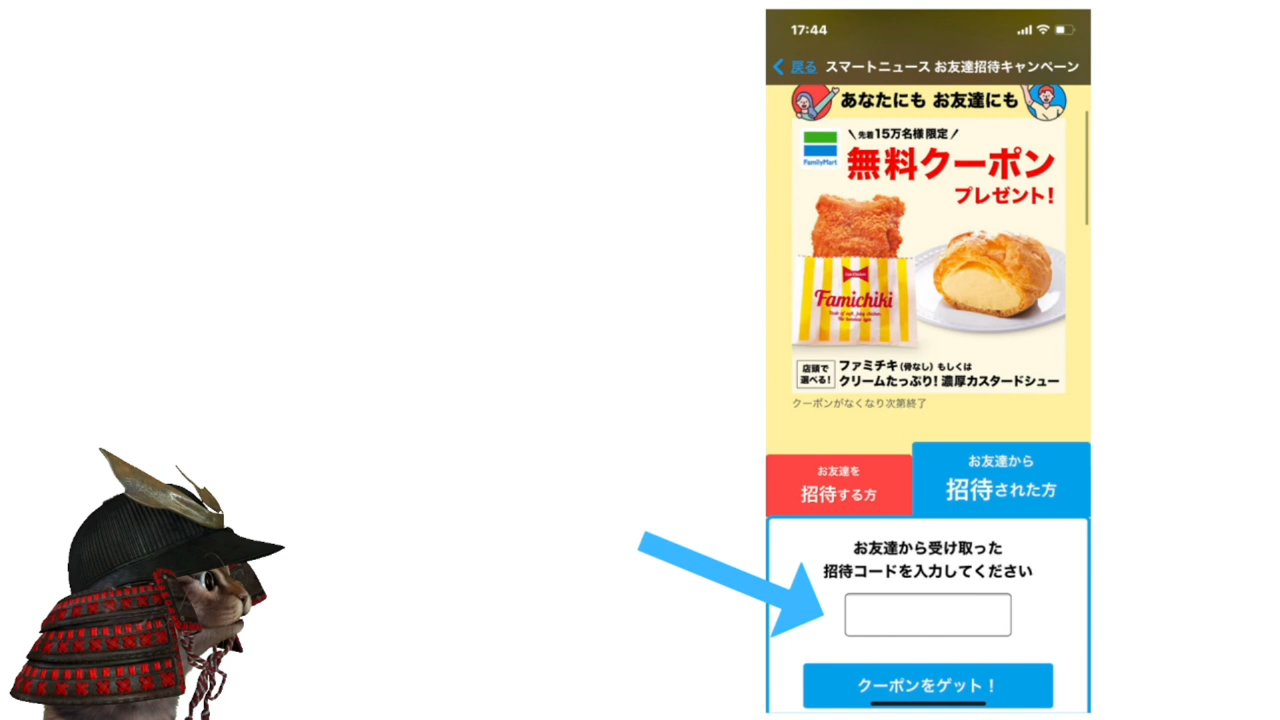 17:44
戻る スマートニュース お友達招待キャンペーン
あなたにも お友達にも
先着15万名様限定
FamilyMart
無料クーポン
プレゼント!
Famichiki
店頭で
選べる!
ファミチキ(骨なし)もしくは
クリームたっぷり!濃厚カスタードシュー
クーポンがなくなり次第終了
お友達を
招待する方
お友達から
招待された方
お友達から受け取った
招待コードを入力してください
クーポンをゲット!